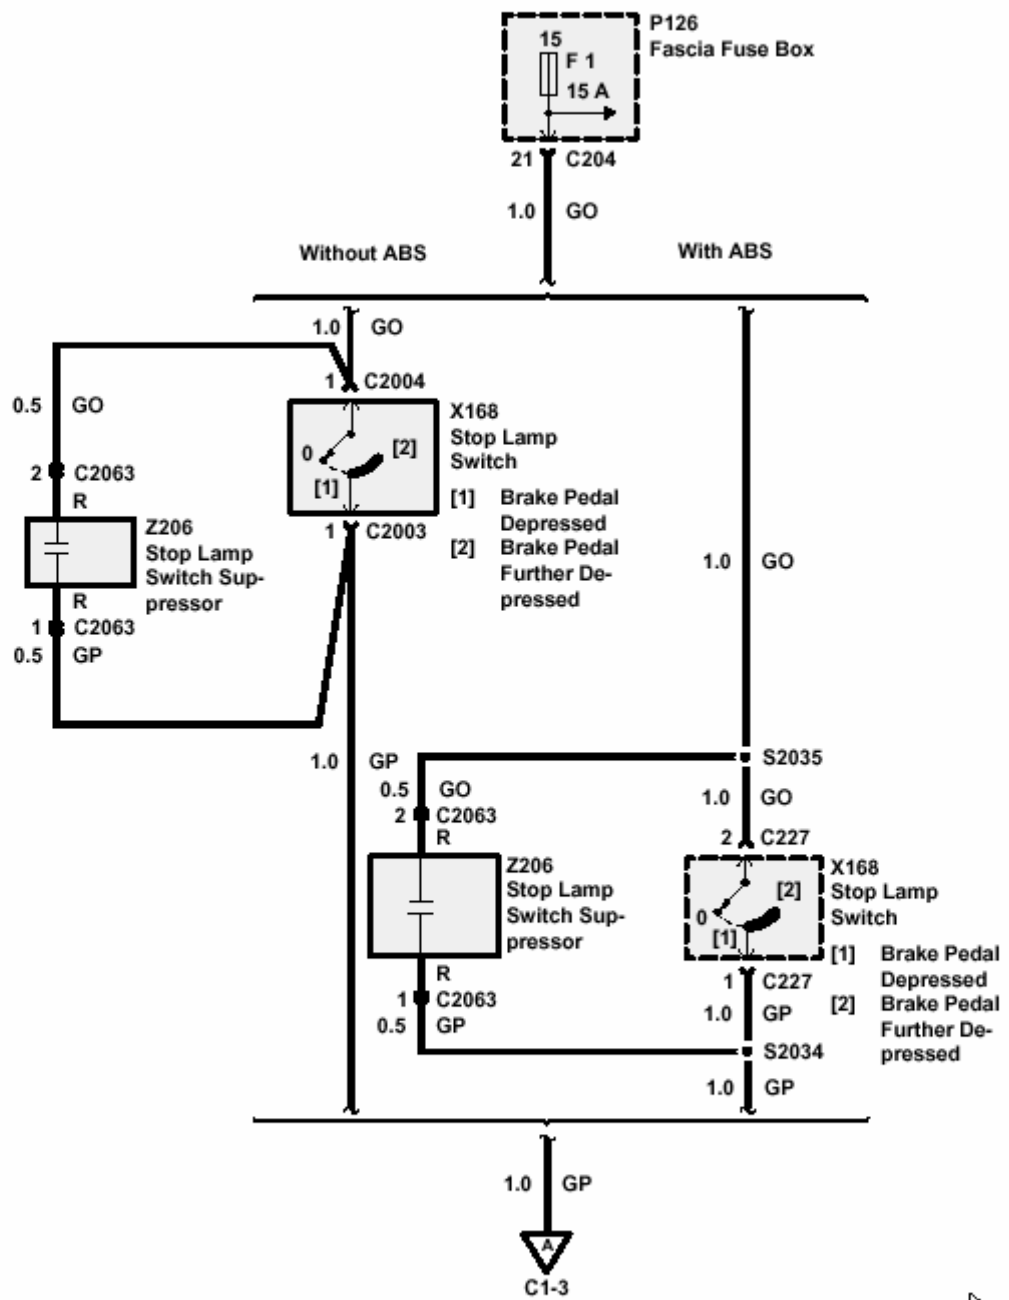 P126
Fascia Fuse Box
15
F 1
15 A
21 C204
1.0 GO
Without ABS
With ABS
1.0 GO
1 C2004
0.5 GO
2 C2063
R
X168
Stop Lamp
Switch
0
[2]
[1]
[1] Brake Pedal
Depressed
[2] Brake Pedal
Further De-
pressed
1 C2003
Z206
Stop Lamp
Switch Sup-
pressor
R
1 C2063
0.5 GP
1.0 GO
1.0 GP
S2035
0.5 GO
2 C2063
R
1.0 GO
2 C227
Z206
Stop Lamp
Switch Sup-
pressor
X168
Stop Lamp
Switch
0
[2]
[1]
[1] Brake Pedal
Depressed
[2] Brake Pedal
Further De-
pressed
R
1 C2063
0.5 GP
1 C227
1.0 GP
S2034
1.0 GP
1.0 GP
A
C1-3